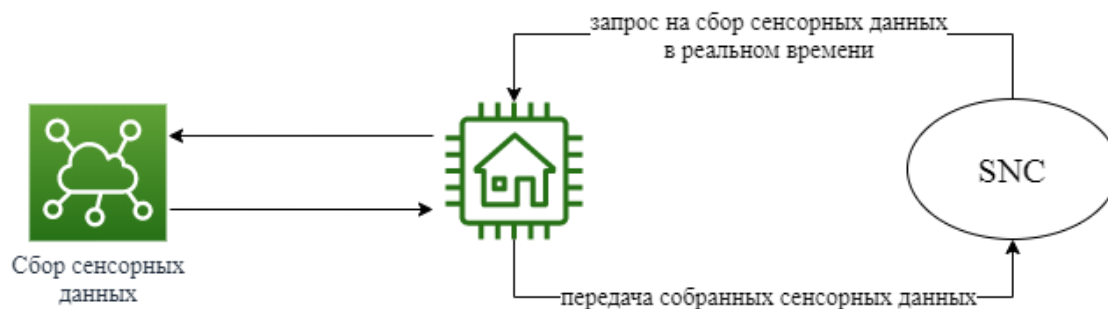 запрос на сбор сенсорных данных
в реальном времени
SNC
Сбор сенсорных
данных
передача собранных сенсорных данных